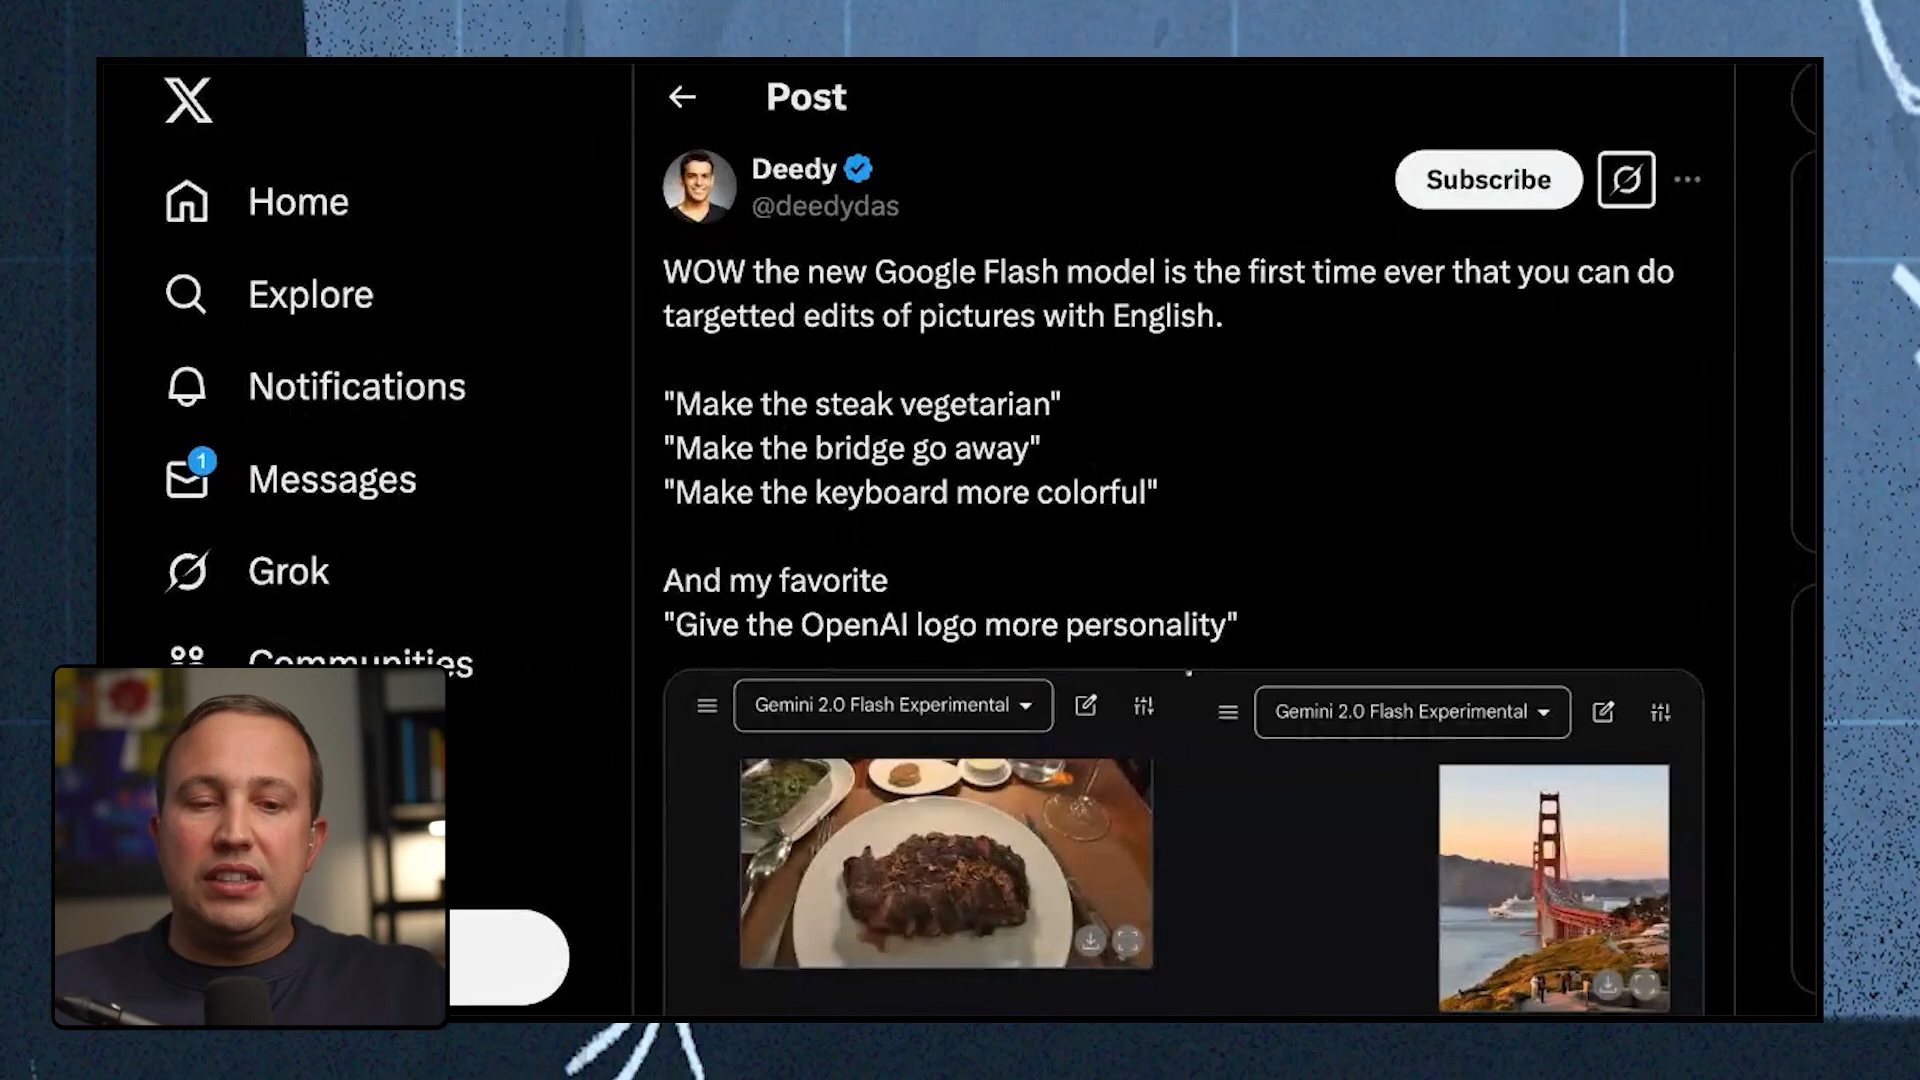 Home
Explore
Notifications
1
Messages
Grok
Communities
Post
Deedy
@deedydas
Subscribe
WOW the new Google Flash model is the first time ever that you can do
targetted edits of pictures with English.
"Make the steak vegetarian"
"Make the bridge go away"
"Make the keyboard more colorful"
And my favorite
"Give the OpenAI logo more personality"
Gemini 2.0 Flash Experimental
Gemini 2.0 Flash Experimental